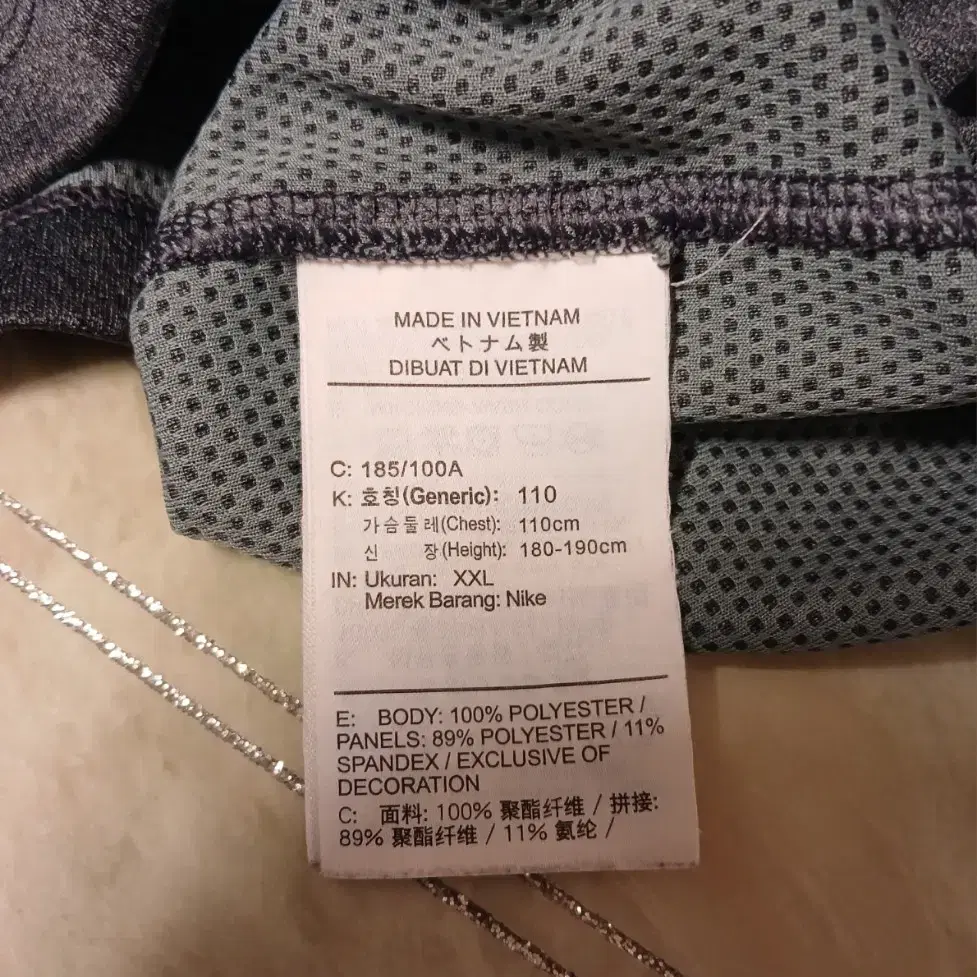 MADE IN VIETNAM
ベトナム製
DIBUAT DI VIETNAM
C: 185/100A
K: 호칭(Generic): 110
가슴둘레(Chest): 110cm
신 장(Height): 180-190cm
IN: Ukuran: XXL
Merek Barang: Nike
E: BODY: 100% POLYESTER /
PANELS: 89% POLYESTER / 11%
SPANDEX / EXCLUSIVE OF
DECORATION
C: 面料: 100% 聚酯纤维 / 拼接:
89% 聚酯纤维 / 11% 氨纶 /